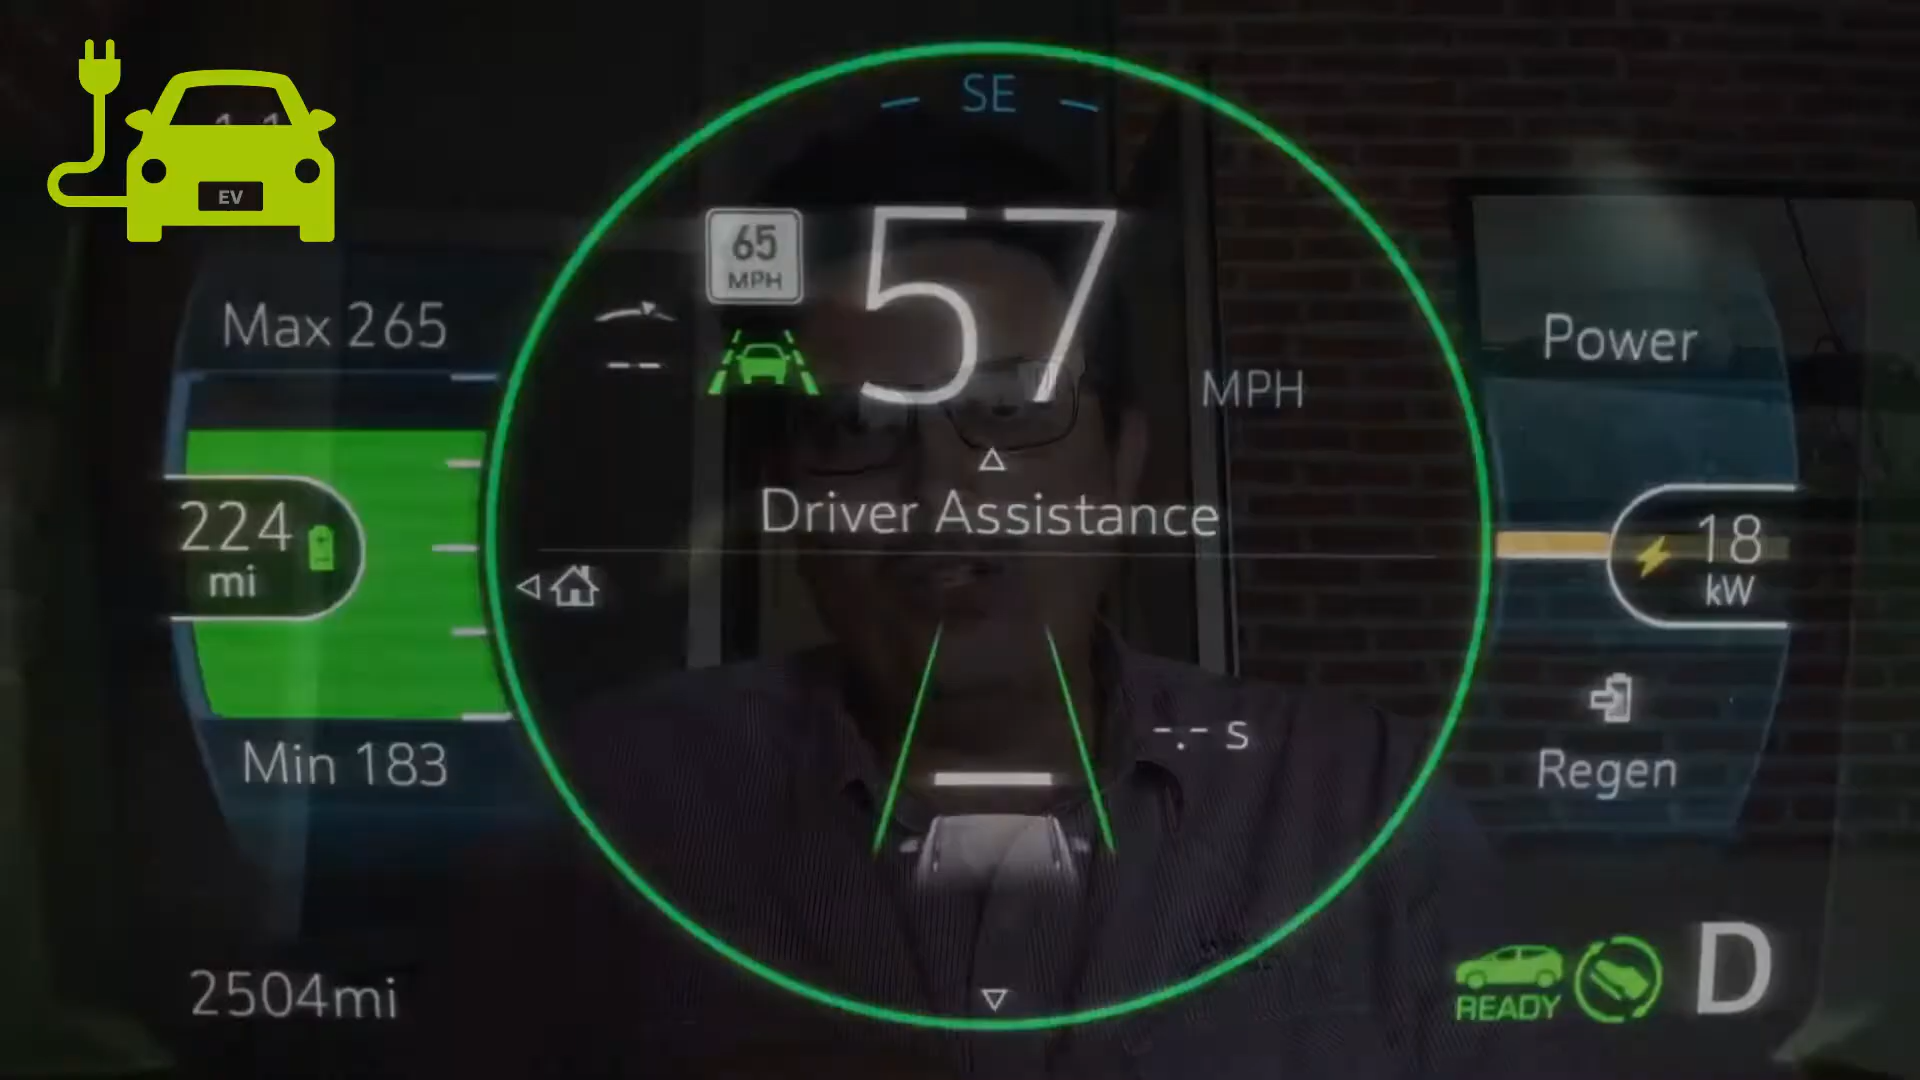 SE
EV
65
MPH
57
MPH
Max 265
Power
Driver Assistance
224
mi
18
kW
-.- s
Min 183
Regen
2504mi
READY
D